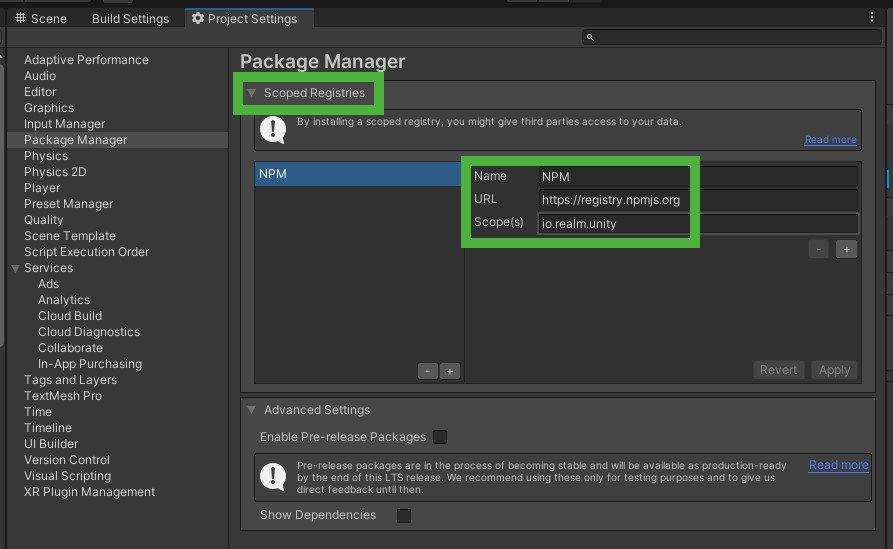 Scene Build Settings Project Settings
Adaptive Performance
Audio
Editor
Graphics
Input Manager
Package Manager
Physics
Physics 2D
Player
Preset Manager
Quality
Scene Template
Script Execution Order
Services
Ads
Analytics
Cloud Build
Cloud Diagnostics
Collaborate
In-App Purchasing
Tags and Layers
TextMesh Pro
Time
Timeline
UI Builder
Version Control
Visual Scripting
XR Plugin Management
Package Manager
Scoped Registries
By installing a scoped registry, you might give third parties access to your data.
Read more
NPM
Name NPM
URL https://registry.npmjs.org
Scope(s) io.realm.unity
- +
- +
Revert Apply
Advanced Settings
Enable Pre-release Packages
Pre-release packages are in the process of becoming stable and will be available as production-ready
by the end of this LTS release. We recommend using these only for testing purposes and to give us
direct feedback until then.
Read more
Show Dependencies